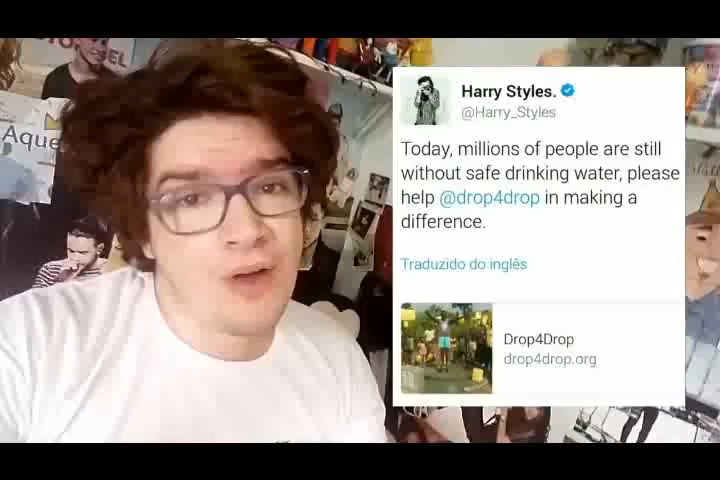 Aque
Harry Styles.
@Harry_Styles
Today, millions of people are still
without safe drinking water, please
help @drop4drop in making a
difference.
Traduzido do inglês
Drop4Drop
drop4drop.org